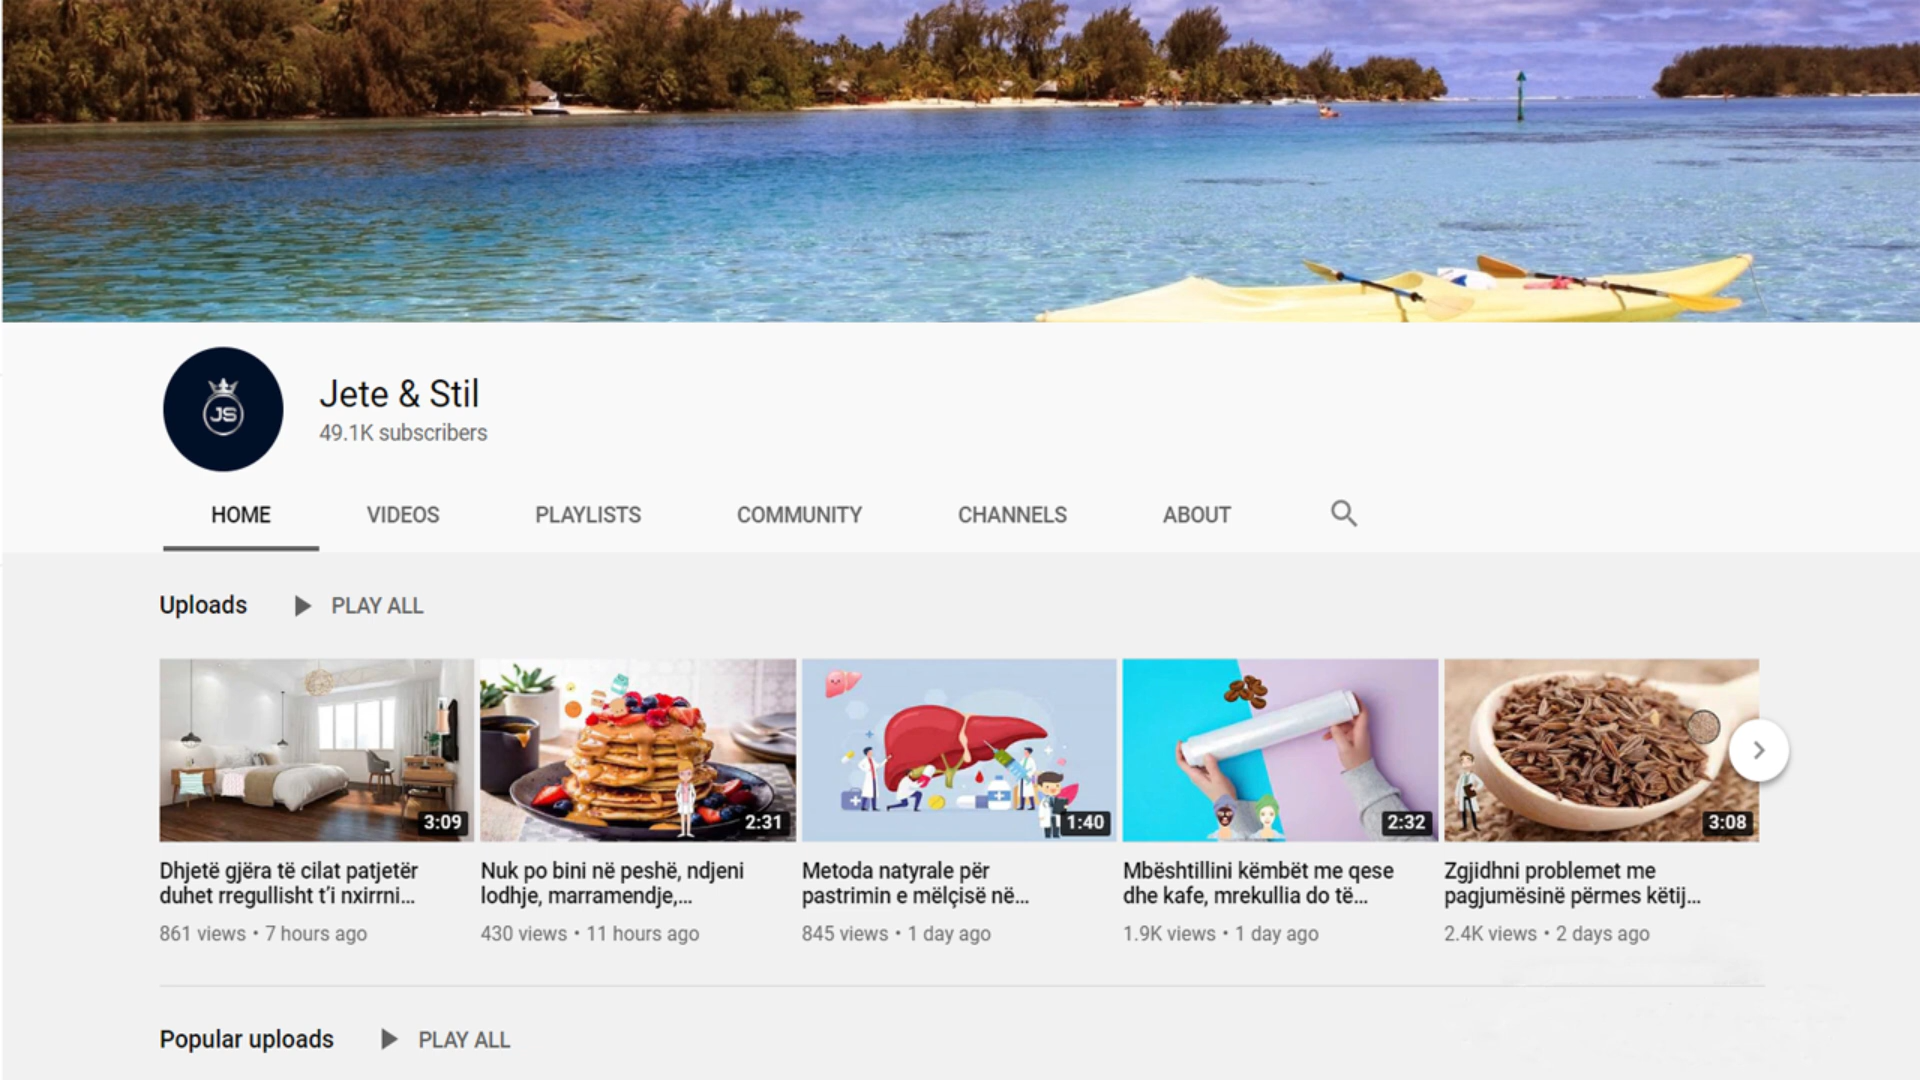 JS
Jete & Stil
49.1K subscribers
HOME VIDEOS PLAYLISTS COMMUNITY CHANNELS ABOUT
Uploads PLAY ALL
3:09 2:31 1:40 2:32 3:08
Dhjetë gjëra të cilat patjetër
duhet rregullisht t'i nxirrni...
861 views • 7 hours ago
Nuk po bini në peshë, ndjeni
lodhje, marramendje,...
430 views • 11 hours ago
Metoda natyrale për
pastrimin e mëlçisë në...
845 views • 1 day ago
Mbështillini këmbët me qese
dhe kafe, mrekullia do të...
1.9K views • 1 day ago
Zgjidhni problemet me
pagjumësinë përmes këtij...
2.4K views • 2 days ago
Popular uploads PLAY ALL